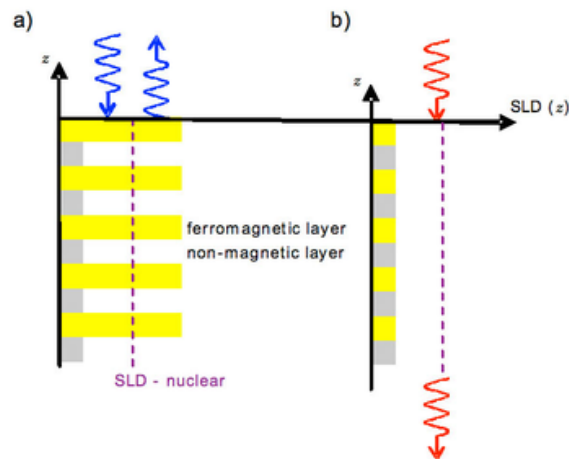 a)
b)
z
z
SLD (z)
ferromagnetic layer
non-magnetic layer
SLD - nuclear